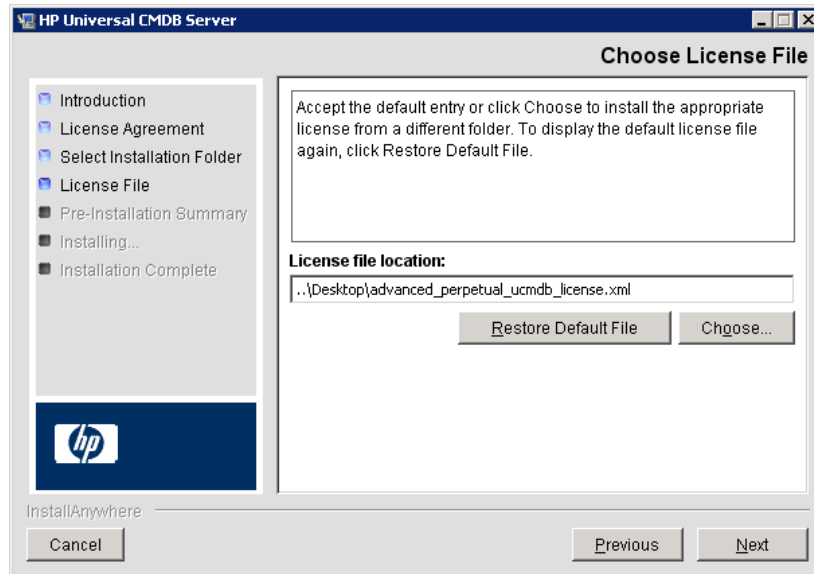 HP Universal CMDB Server
Choose License File
Introduction
License Agreement
Select Installation Folder
License File
Pre-Installation Summary
Installing...
Installation Complete
Accept the default entry or click Choose to install the appropriate
license from a different folder. To display the default license file
again, click Restore Default File.
License file location:
..\Desktop\advanced_perpetual_ucmdb_license.xml
Restore Default File
Choose...
hp
InstallAnywhere
Cancel
Previous
Next